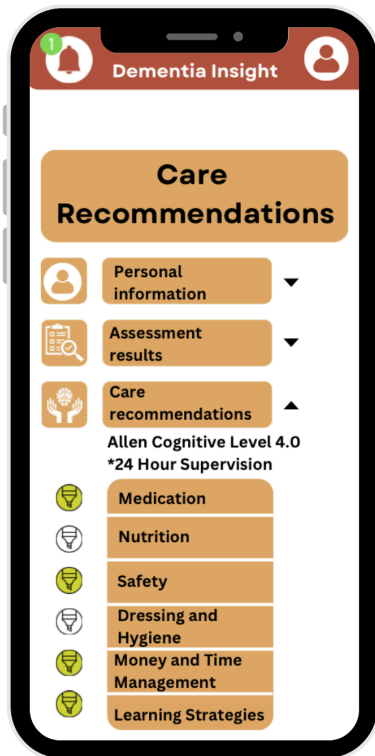 1
Dementia Insight
Care
Recommendations
Personal
information
Assessment
results
Care
recommendations
Allen Cognitive Level 4.0
*24 Hour Supervision
Medication
Nutrition
Safety
Dressing and
Hygiene
Money and Time
Management
Learning Strategies